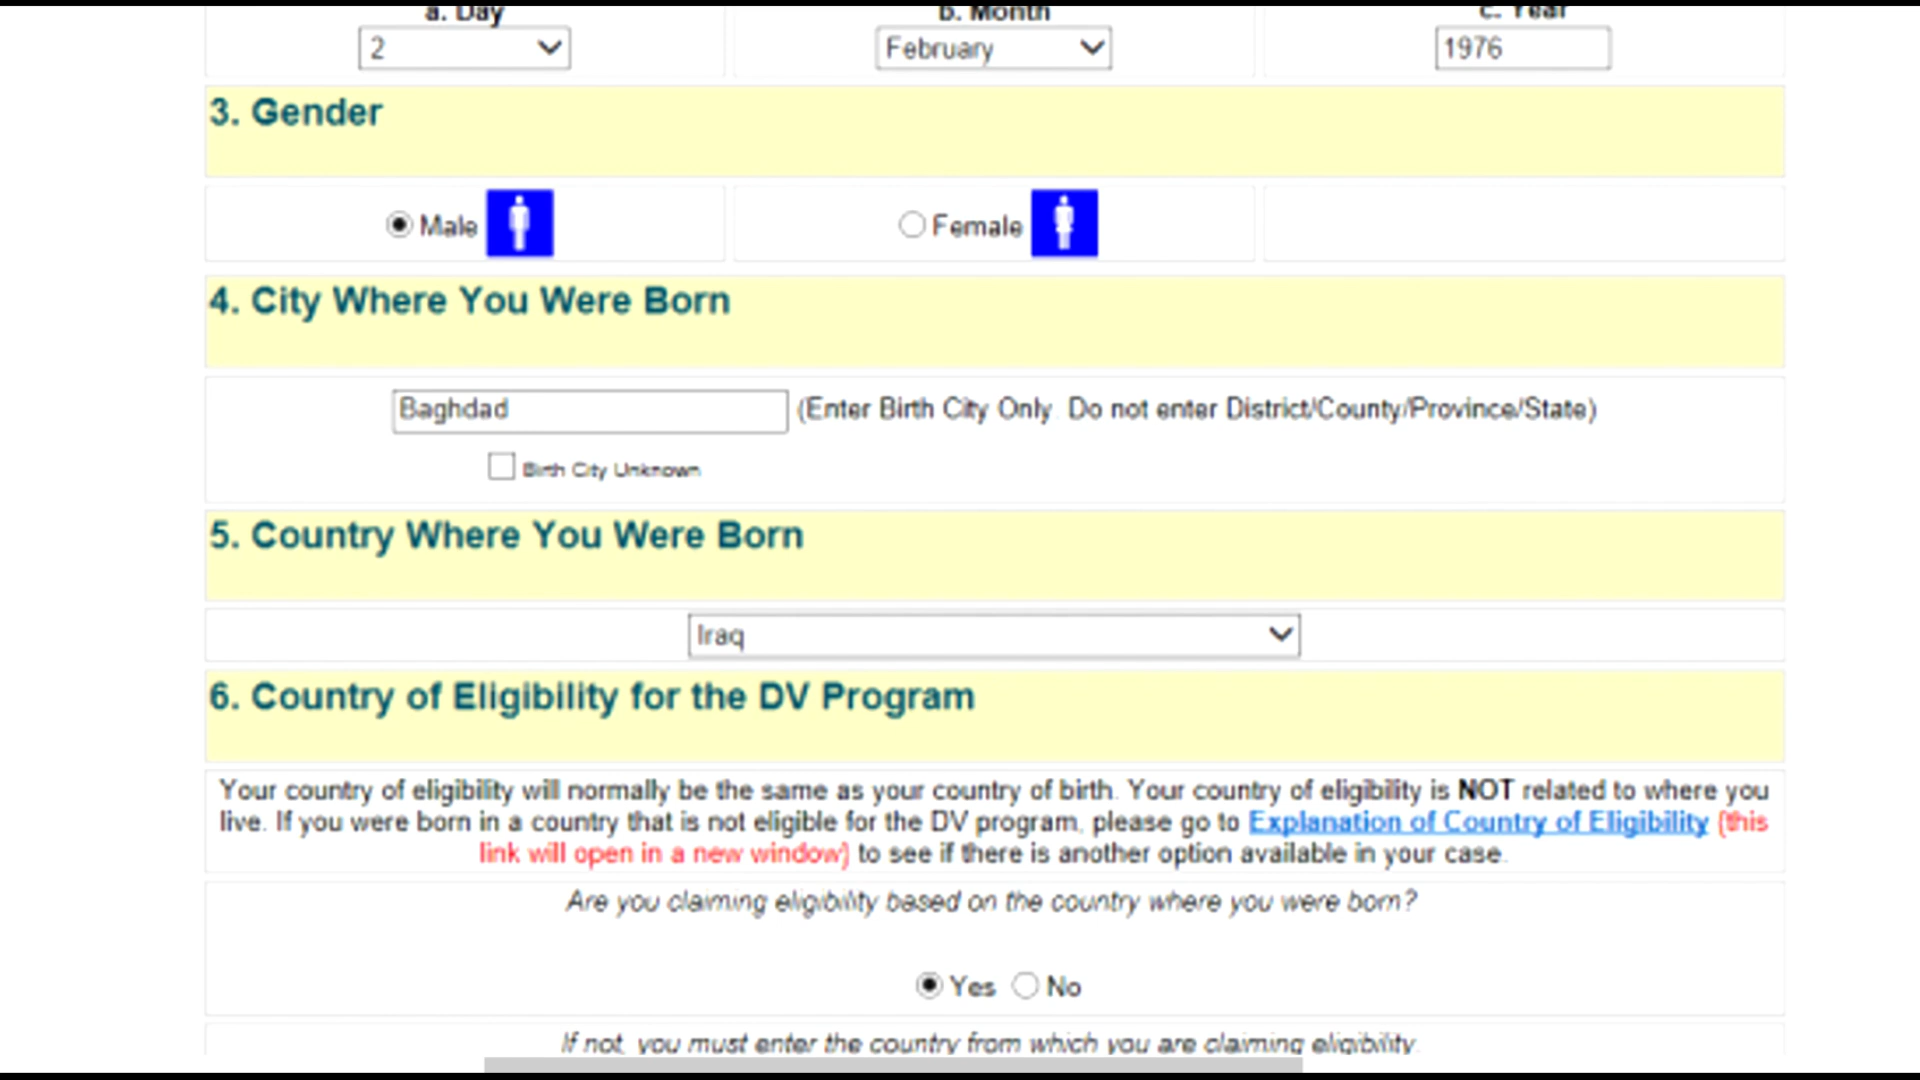 a. Day b. Month c. Year
2 February 1976
3. Gender
Male Female
4. City Where You Were Born
Baghdad (Enter Birth City Only. Do not enter District/County/Province/State)
Birth City Unknown
5. Country Where You Were Born
Iraq
6. Country of Eligibility for the DV Program
Your country of eligibility will normally be the same as your country of birth. Your country of eligibility is NOT related to where you
live. If you were born in a country that is not eligible for the DV program, please go to Explanation of Country of Eligibility (this
link will open in a new window) to see if there is another option available in your case.
Are you claiming eligibility based on the country where you were born?
Yes No
If not, you must enter the country from which you are claiming eligibility.